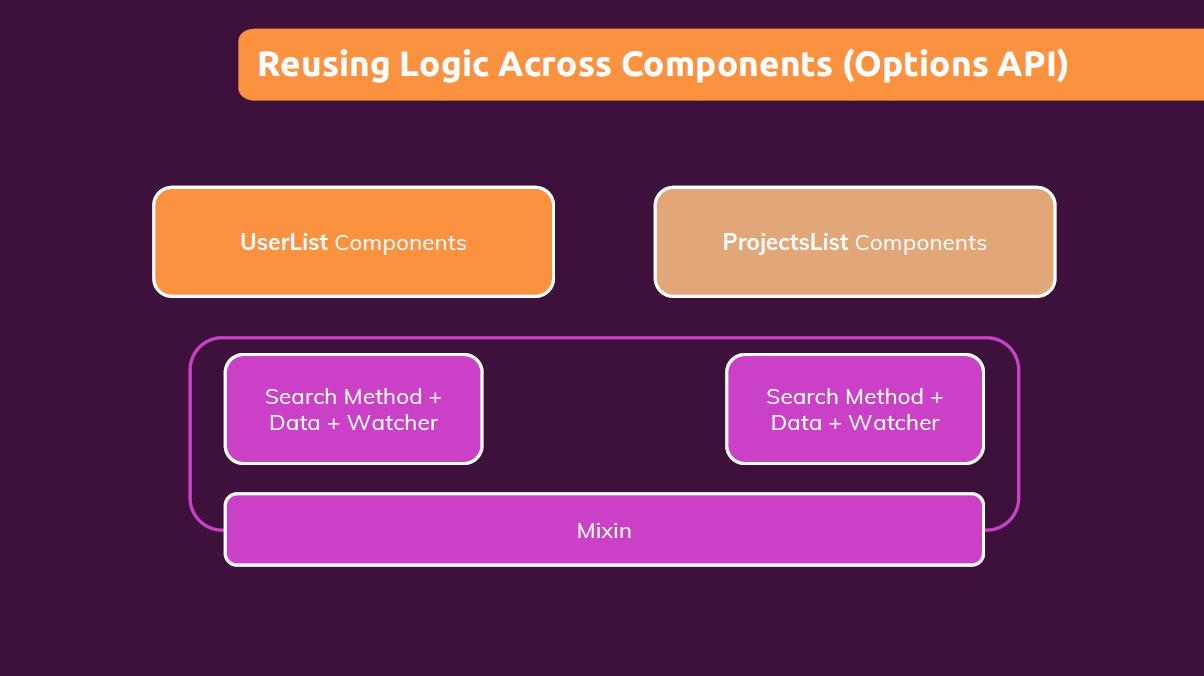 Reusing Logic Across Components (Options API)
UserList Components
ProjectsList Components
Search Method +
Data + Watcher
Search Method +
Data + Watcher
Mixin